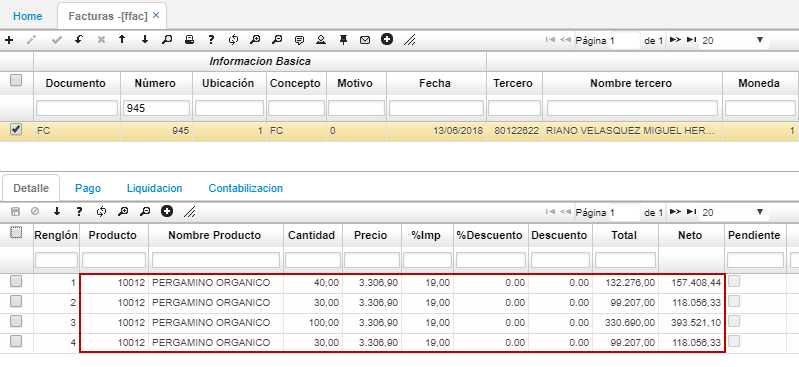 Home Facturas -[ffac] ×
Página 1 de 1 20
Informacion Basica
Documento Número Ubicación Concepto Motivo Fecha Tercero Nombre tercero Moneda
945
FC 945 1 FC 0 13/06/2018 80122622 RIANO VELASQUEZ MIGUEL HER... 1
Detalle Pago Liquidacion Contabilizacion
Página 1 de 1 20
Renglón Producto Nombre Producto Cantidad Precio %Imp %Descuento Descuento Total Neto Pendiente
1 10012 PERGAMINO ORGANICO 40,00 3.306,90 19,00 0.00 0.00 132.276,00 157.408,44
2 10012 PERGAMINO ORGANICO 30,00 3.306,90 19,00 0.00 0.00 99.207,00 118.056,33
3 10012 PERGAMINO ORGANICO 100,00 3.306,90 19,00 0.00 0.00 330.690,00 393.521,10
4 10012 PERGAMINO ORGANICO 30,00 3.306,90 19,00 0.00 0.00 99.207,00 118.056,33